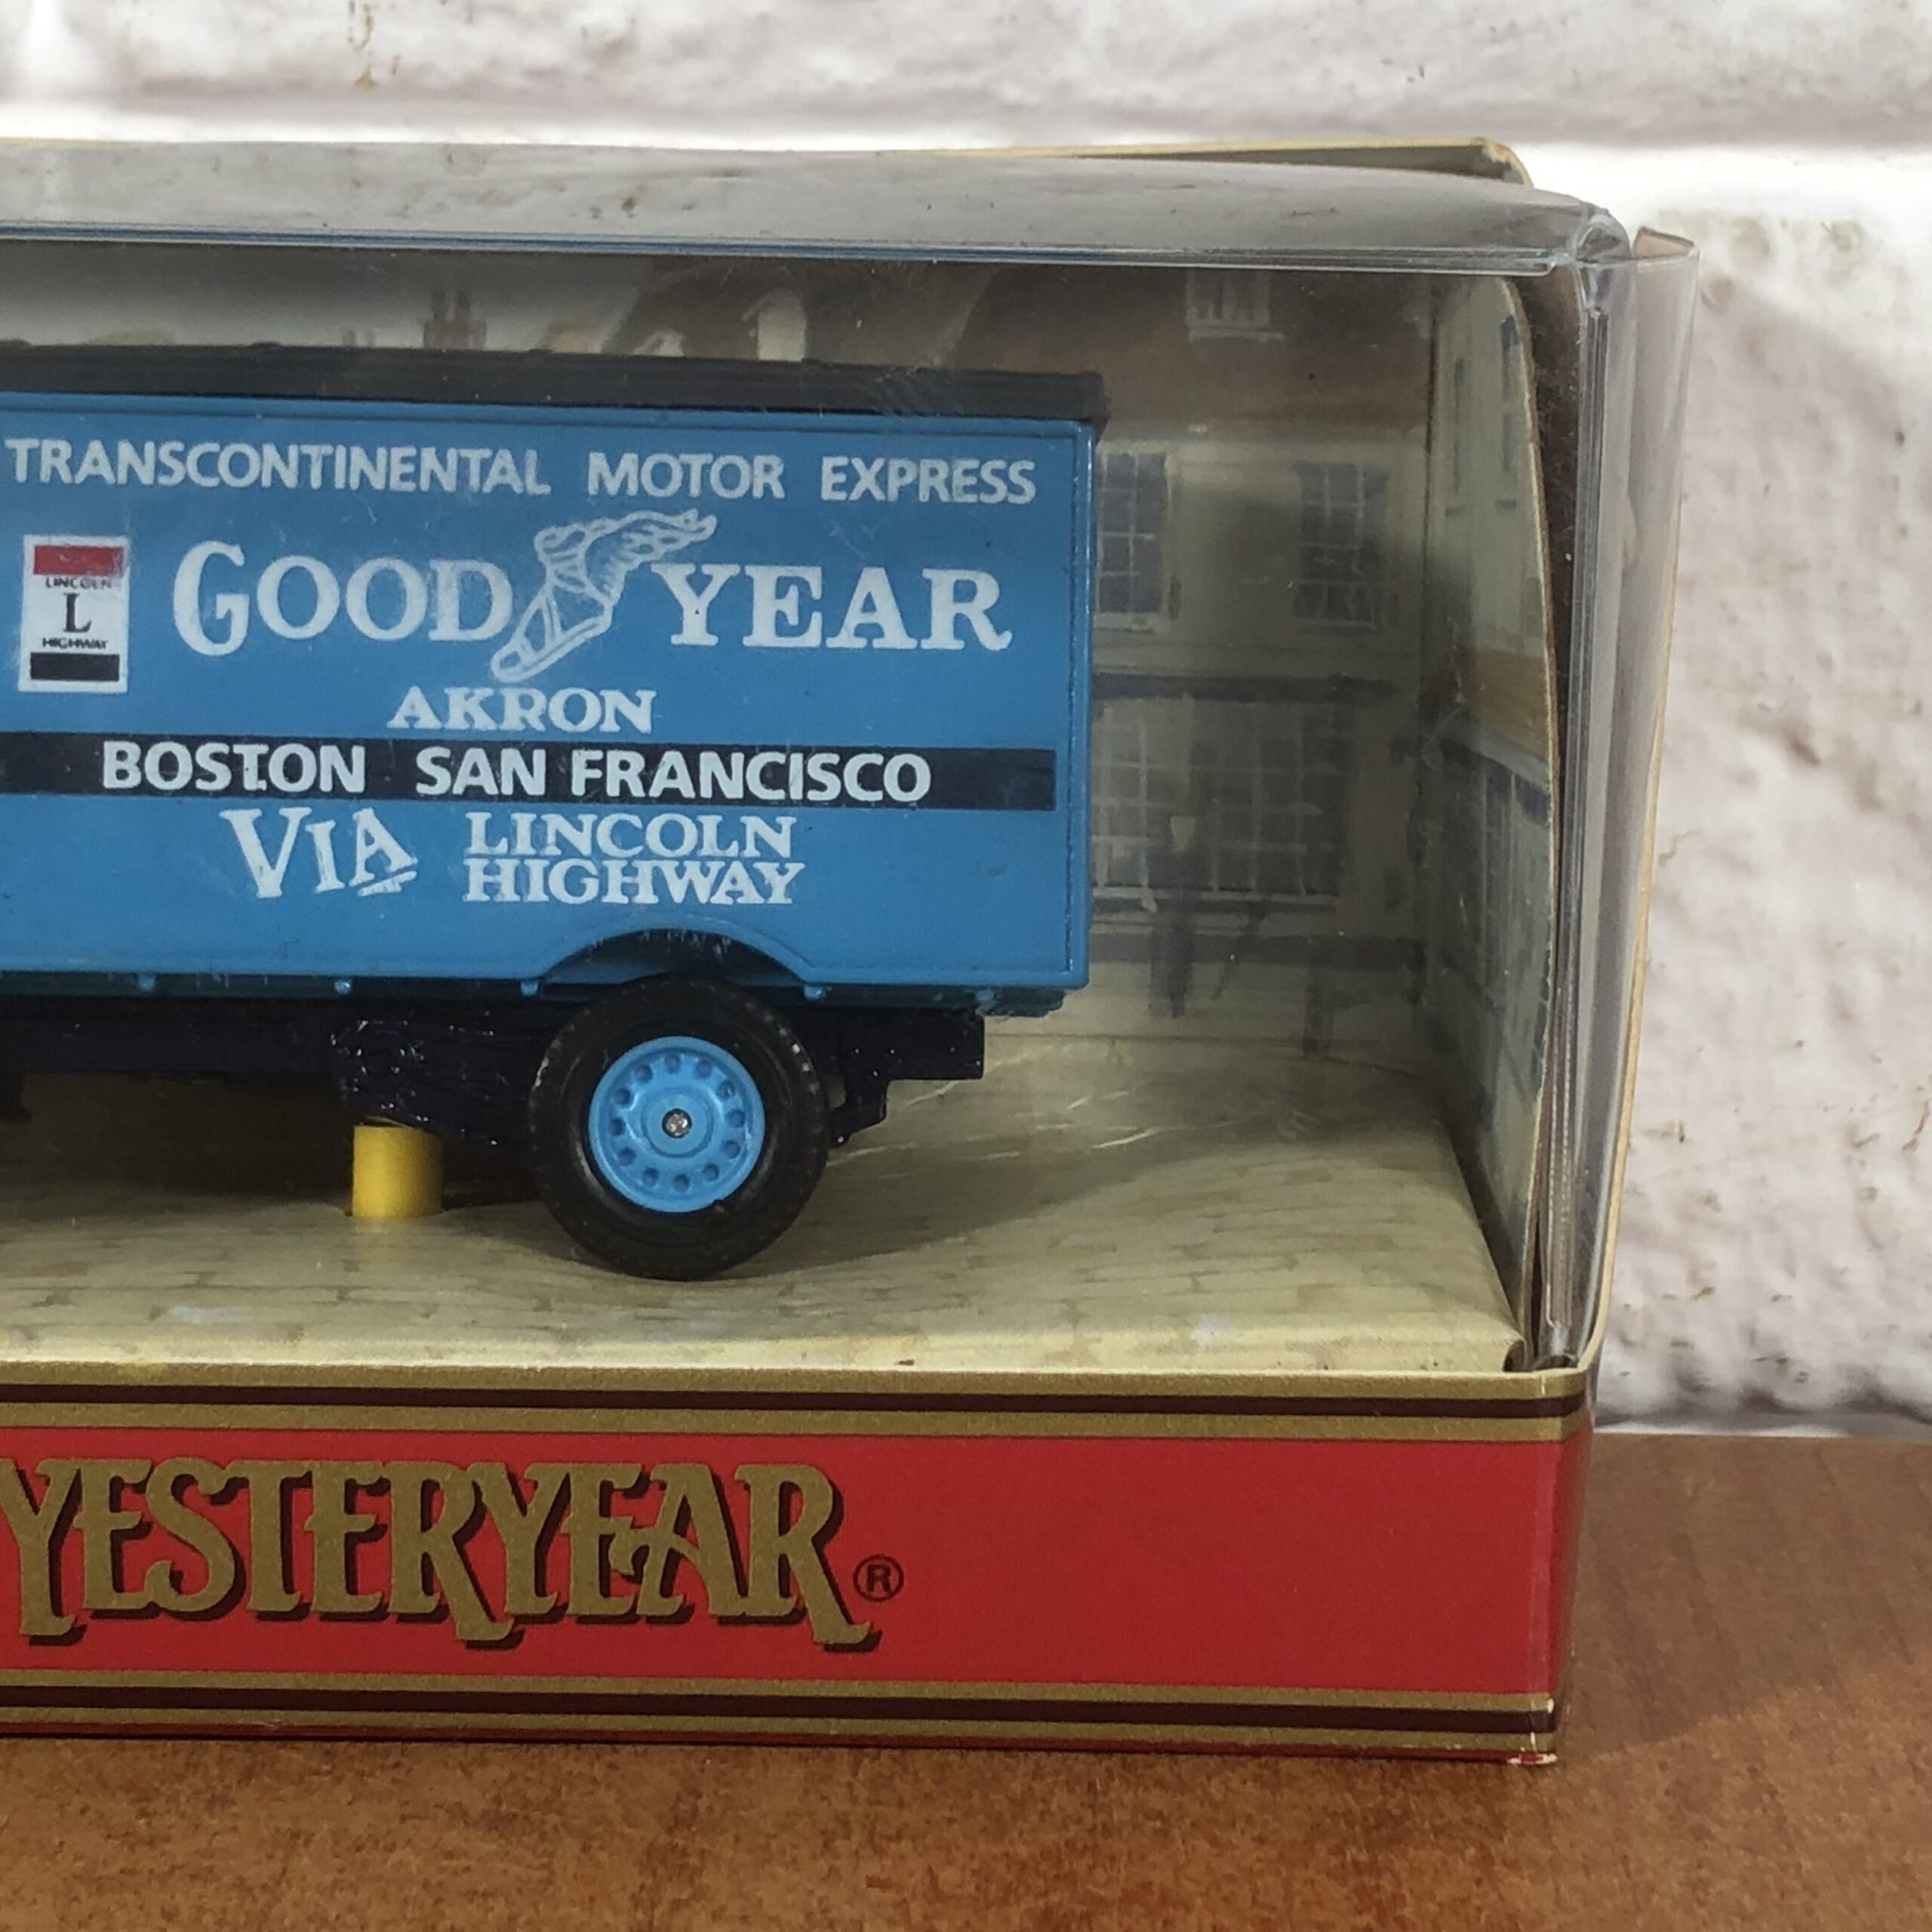 TRANSCONTINENTAL MOTOR EXPRESS
LINCOLN
L
HIGHWAY
GOOD YEAR
AKRON
BOSTON SAN FRANCISCO
VIA LINCOLN
HIGHWAY
YESTERYEAR®